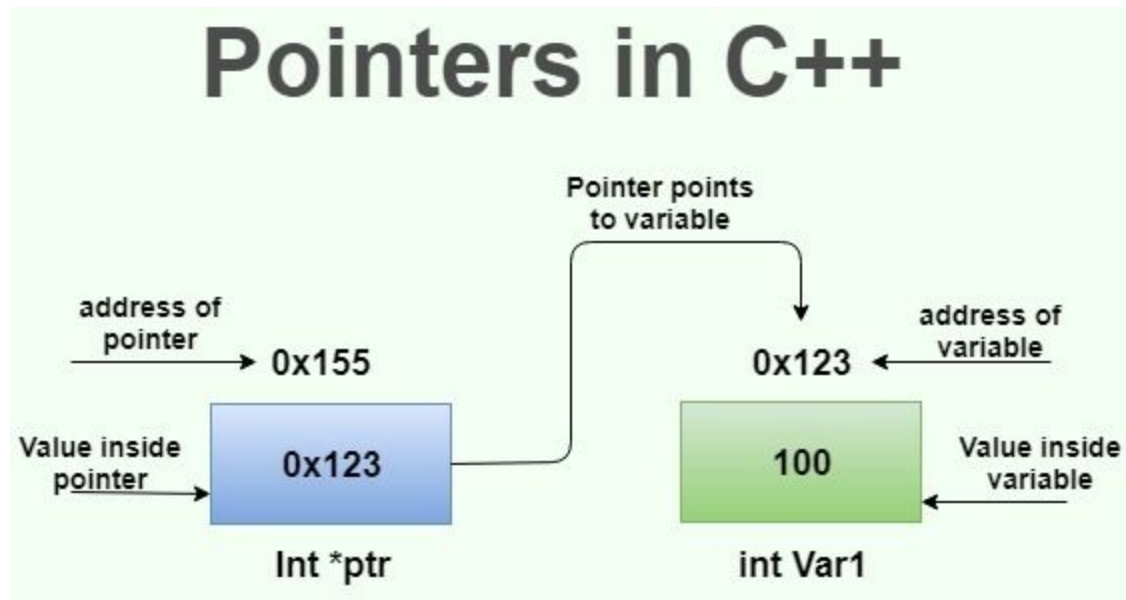 Pointers in C++
Pointer points
to variable
address of
pointer
0x155
0x123
address of
variable
Value inside
pointer
0x123
100
Value inside
variable
Int *ptr
int Var1